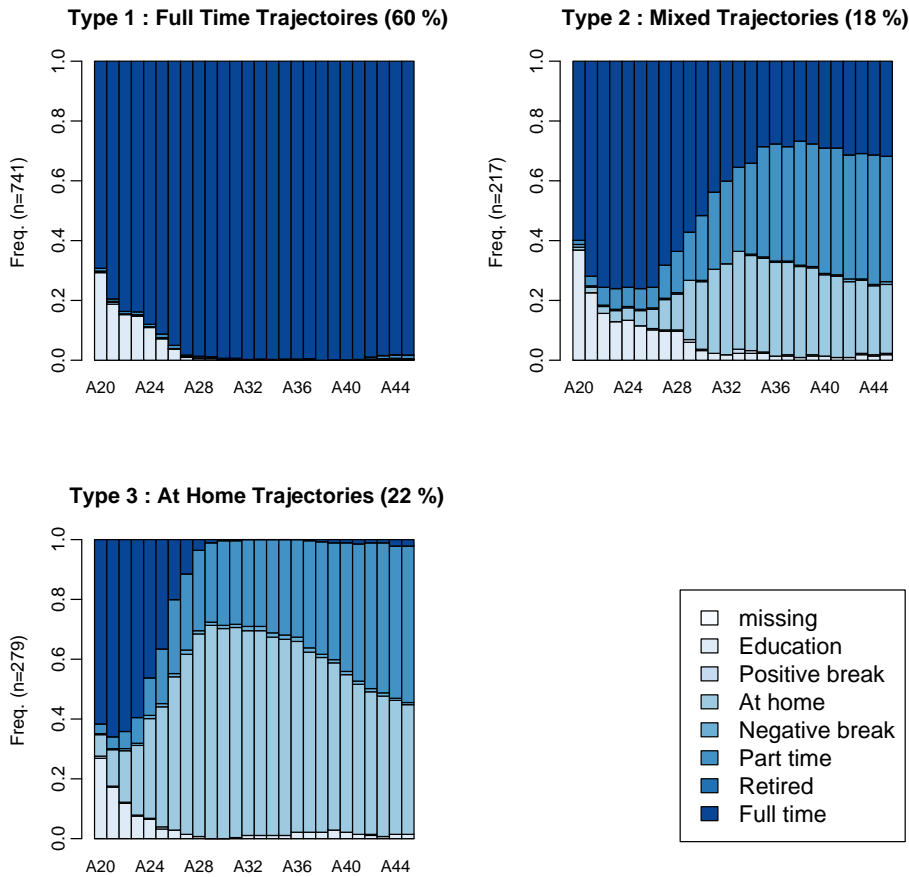 Type 1 : Full Time Trajectoires (60 %)
Freq. (n=741)
0.0 0.2 0.4 0.6 0.8 1.0
A20 A24 A28 A32 A36 A40 A44
Type 2 : Mixed Trajectories (18 %)
Freq. (n=217)
0.0 0.2 0.4 0.6 0.8 1.0
A20 A24 A28 A32 A36 A40 A44
Type 3 : At Home Trajectories (22 %)
Freq. (n=279)
0.0 0.2 0.4 0.6 0.8 1.0
A20 A24 A28 A32 A36 A40 A44
missing
Education
Positive break
At home
Negative break
Part time
Retired
Full time